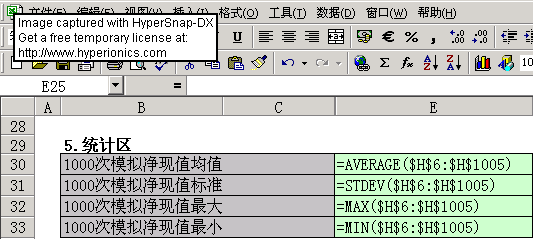 Image captured with HyperSnap-DX
Get a free temporary license at:
http://www.hyperionics.com
插入(I) 格式(O) 工具(T) 数据(D) 窗口(W) 帮助(H)
€ % ,
Σ
Σ
10
E25 =
A B C E
28
29 5.统计区
30 1000次模拟净现值均值 =AVERAGE($H$6:$H$1005)
31 1000次模拟净现值标准 =STDEV($H$6:$H$1005)
32 1000次模拟净现值最大 =MAX($H$6:$H$1005)
33 1000次模拟净现值最小 =MIN($H$6:$H$1005)